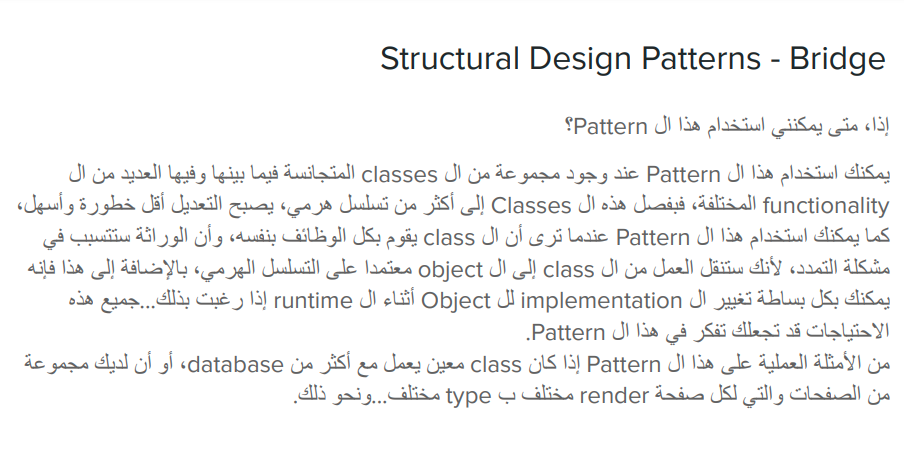 Structural Design Patterns - Bridge
إذا، متى يمكنني استخدام هذا ال Pattern؟
يمكنك استخدام هذا ال Pattern عند وجود مجموعة من ال classes المتجانسة فيما بينها وفيها العديد من ال
functionality المختلفة، فبفصل هذه ال Classes إلى أكثر من تسلسل هرمي، يصبح التعديل أقل خطورة وأسهل،
كما يمكنك استخدام هذا ال Pattern عندما ترى أن ال class يقوم بكل الوظائف بنفسه، وأن الوراثة ستتسبب في
مشكلة التمدد، لأنك ستنقل العمل من ال class إلى ال object معتمدا على التسلسل الهرمي، بالإضافة إلى هذا فإنه
يمكنك بكل بساطة تغيير ال implementation لل Object أثناء ال runtime إذا رغبت بذلك...جميع هذه
الاحتياجات قد تجعلك تفكر في هذا ال Pattern.
من الأمثلة العملية على هذا ال Pattern إذا كان class معين يعمل مع أكثر من database، أو أن لديك مجموعة
من الصفحات والتي لكل صفحة render مختلف ب type مختلف...ونحو ذلك.